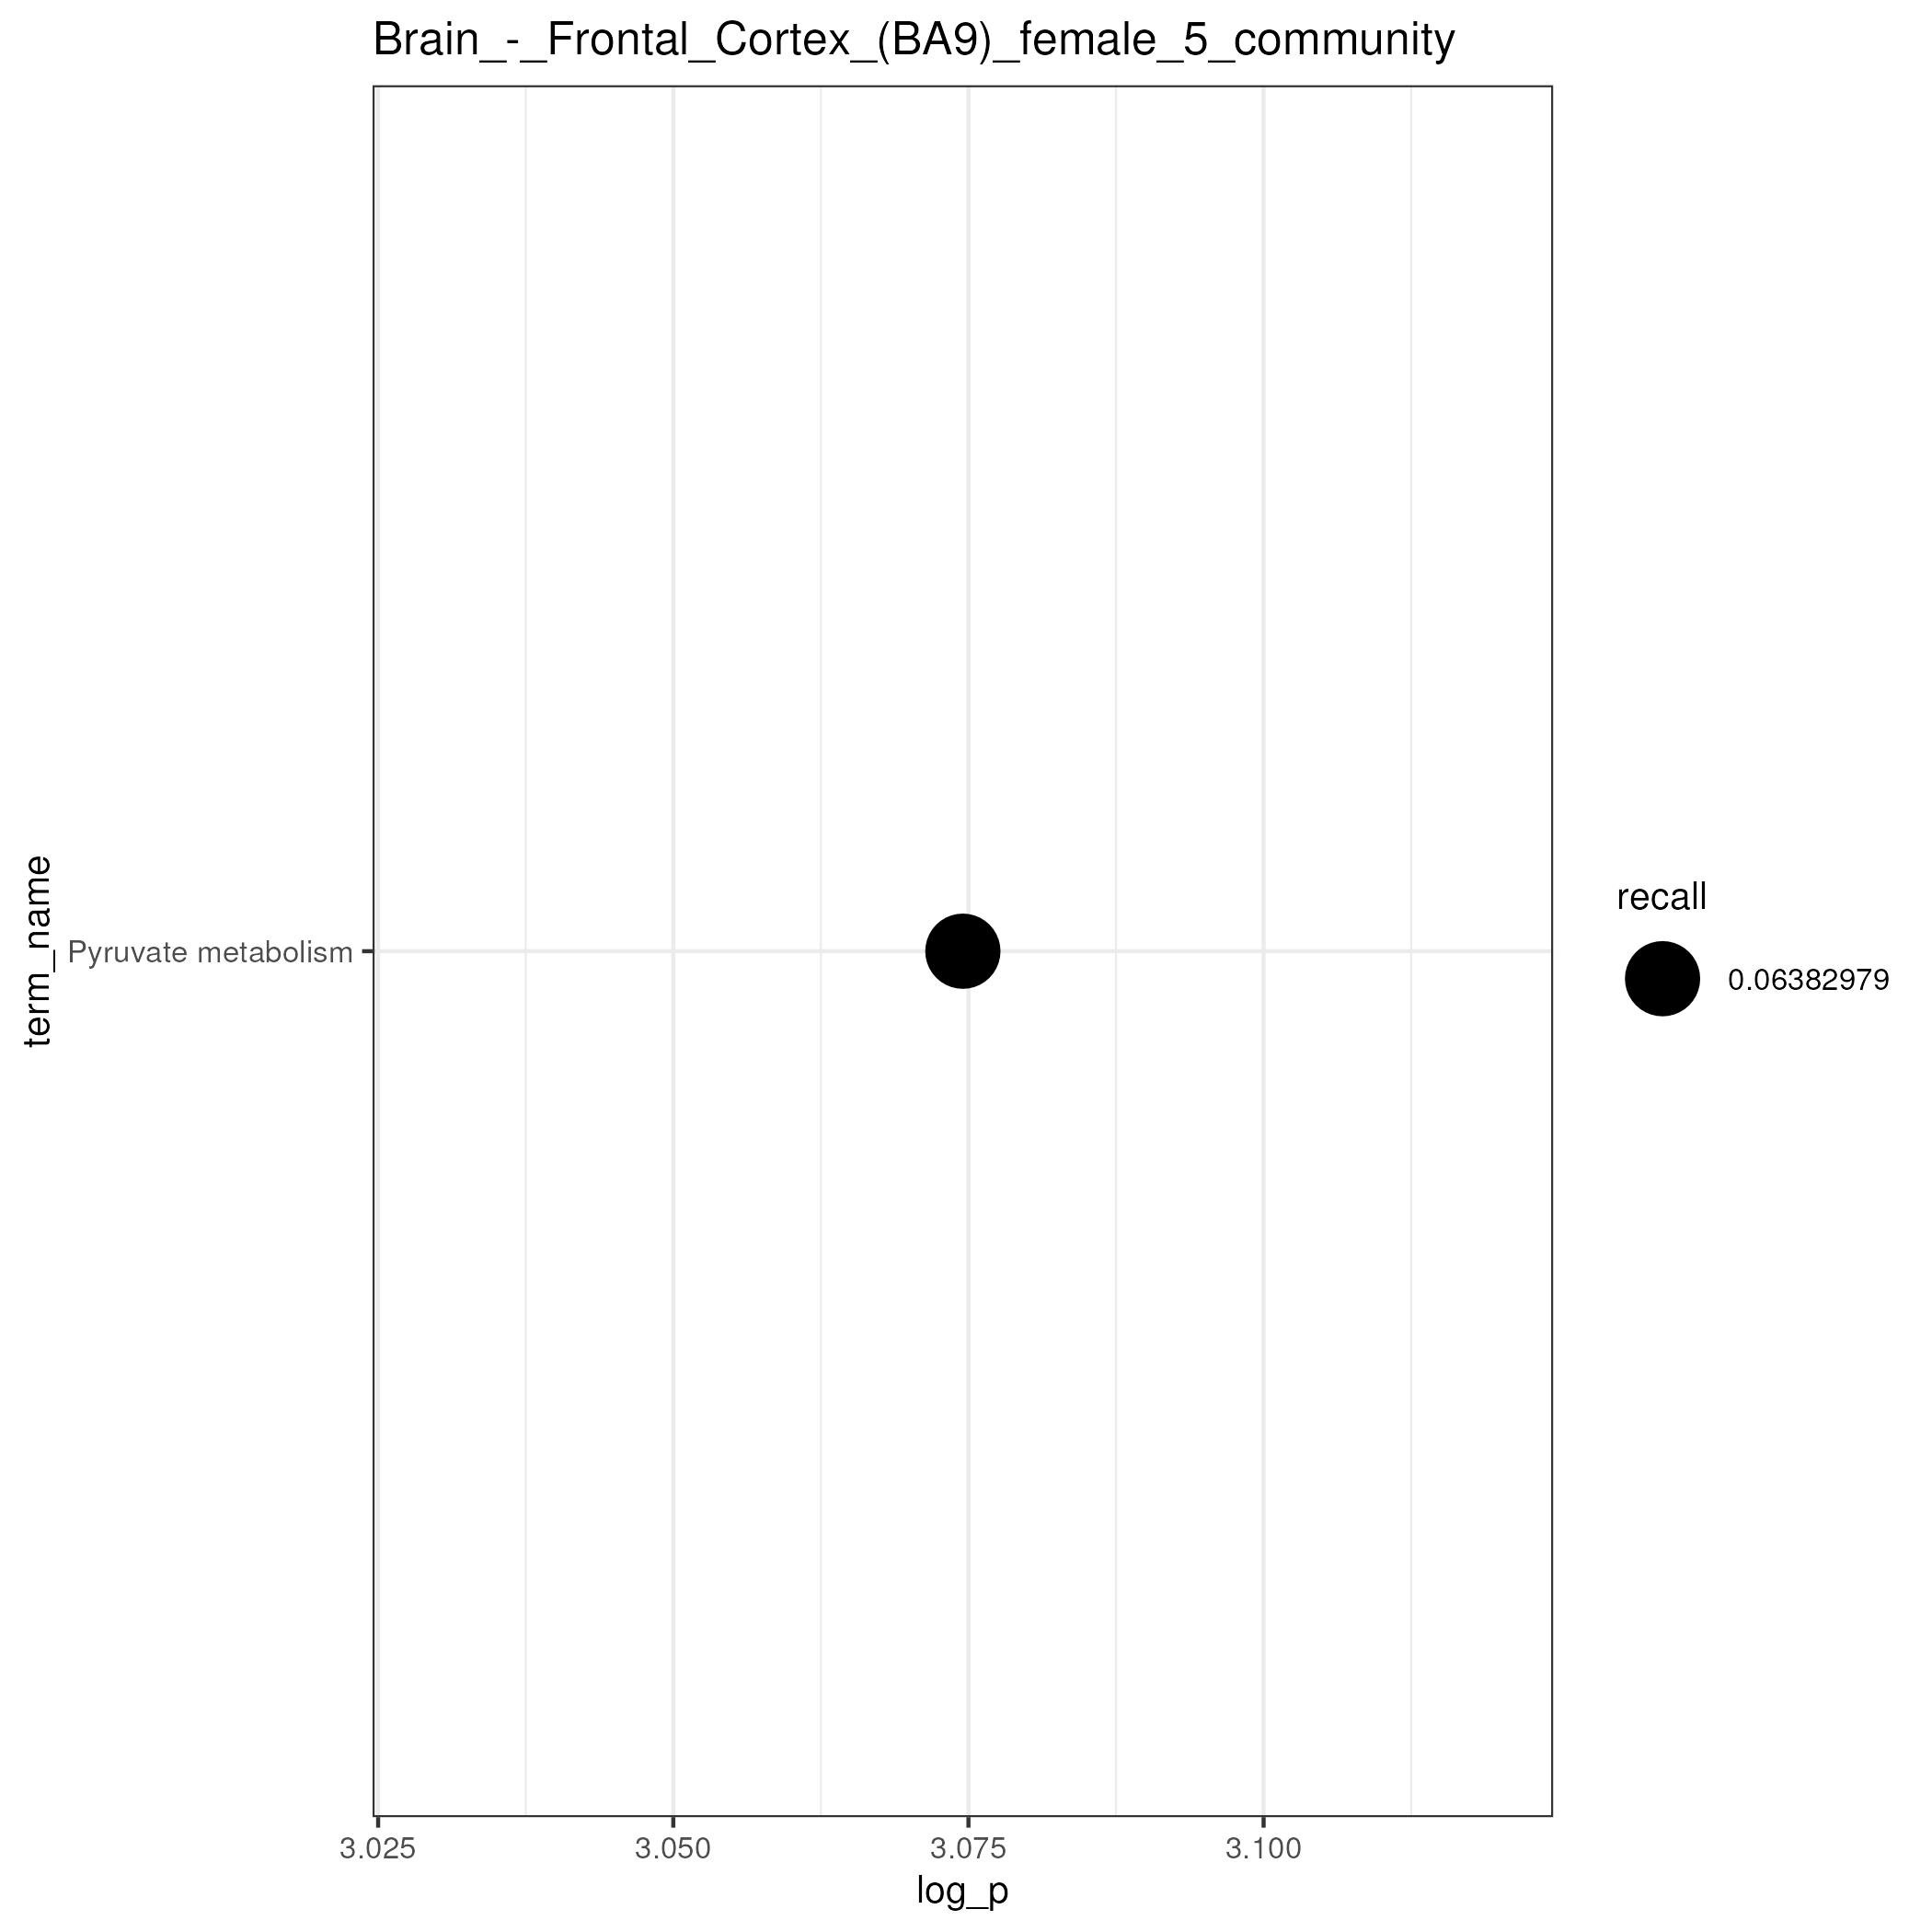 Brain_-_Frontal_Cortex_(BA9)_female_5_community
term_name
Pyruvate metabolism
recall
0.06382979
3.025 3.050 3.075 3.100
log_p